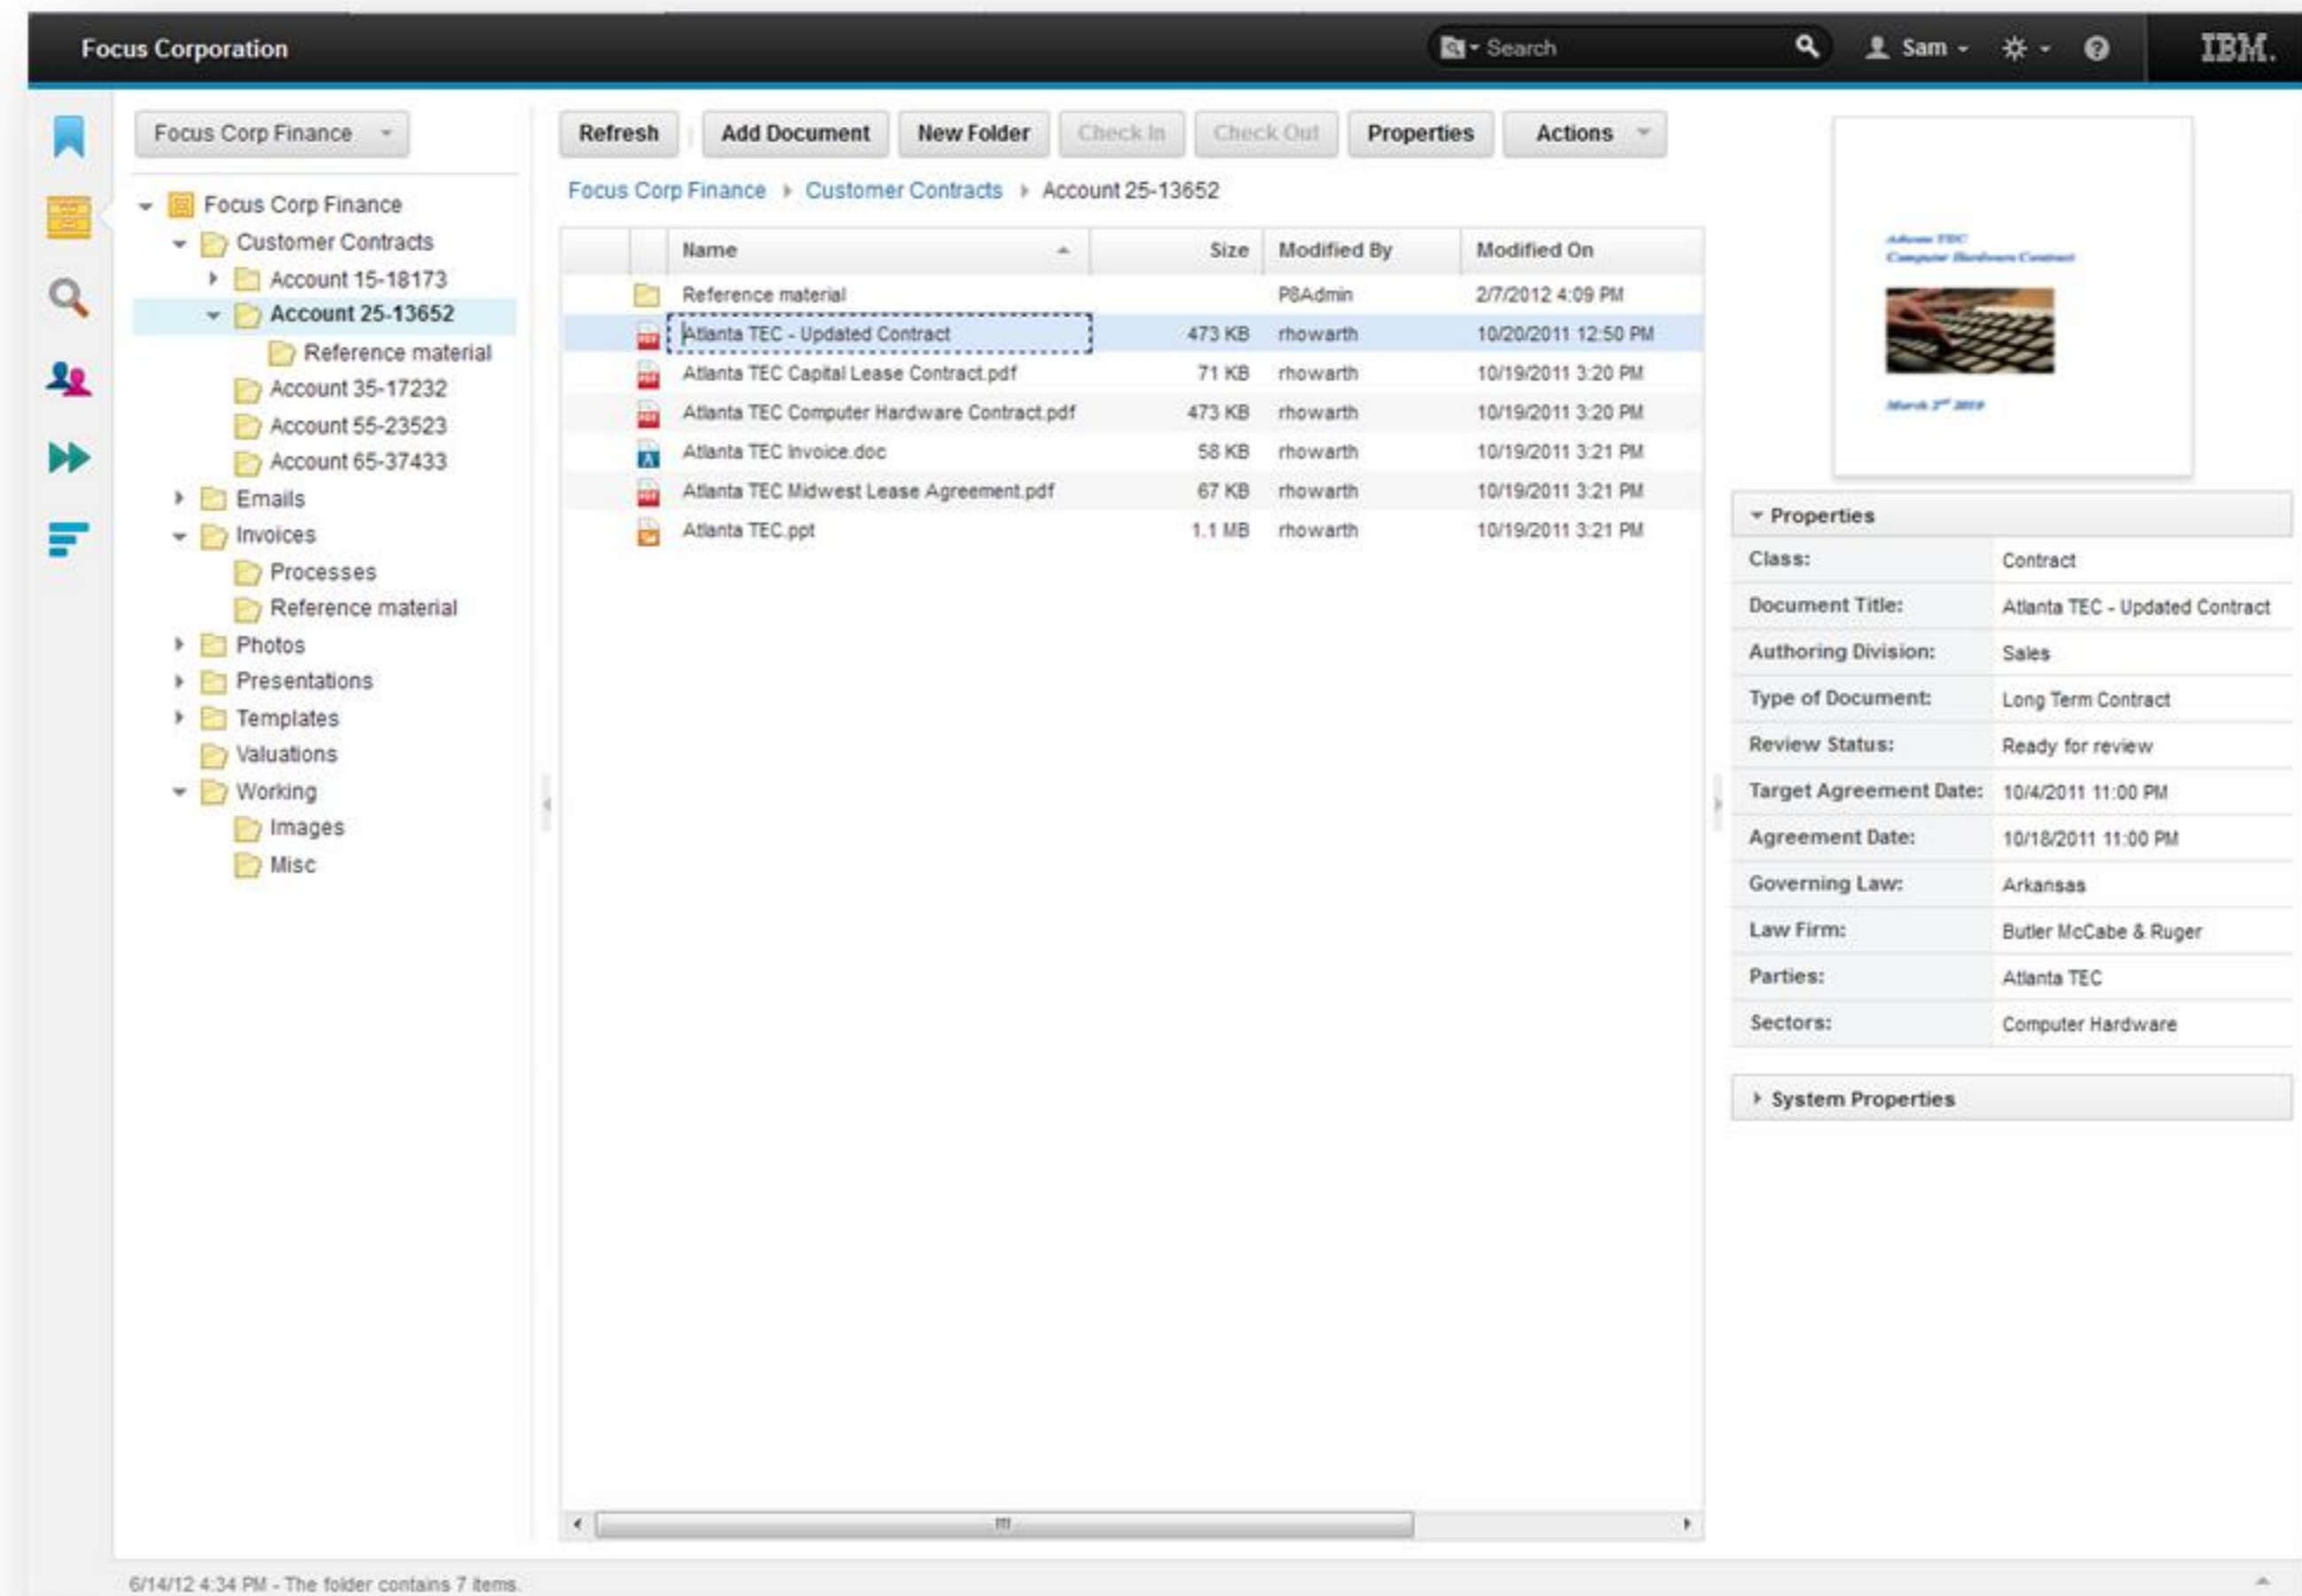 Focus Corporation
Search
Sam
IBM.
Focus Corp Finance
Focus Corp Finance
Customer Contracts
Account 15-18173
Account 25-13652
Reference material
Account 35-17232
Account 55-23523
Account 65-37433
Emails
Invoices
Processes
Reference material
Photos
Presentations
Templates
Valuations
Working
Images
Misc
Refresh Add Document New Folder Check In Check Out Properties Actions
Focus Corp Finance Customer Contracts Account 25-13652
Name Size Modified By Modified On
Reference material P8Admin 2/7/2012 4:09 PM
Atlanta TEC - Updated Contract 473 KB rhowarth 10/20/2011 12:50 PM
Atlanta TEC Capital Lease Contract.pdf 71 KB rhowarth 10/19/2011 3:20 PM
Atlanta TEC Computer Hardware Contract.pdf 473 KB rhowarth 10/19/2011 3:20 PM
Atlanta TEC Invoice.doc 58 KB rhowarth 10/19/2011 3:21 PM
Atlanta TEC Midwest Lease Agreement.pdf 67 KB rhowarth 10/19/2011 3:21 PM
Atlanta TEC.ppt 1.1 MB rhowarth 10/19/2011 3:21 PM
Atlanta TEC
Computer Hardware Contract
Properties
Class: Contract
Document Title: Atlanta TEC - Updated Contract
Authoring Division: Sales
Type of Document: Long Term Contract
Review Status: Ready for review
Target Agreement Date: 10/4/2011 11:00 PM
Agreement Date: 10/18/2011 11:00 PM
Governing Law: Arkansas
Law Firm: Butler McCabe & Ruger
Parties: Atlanta TEC
Sectors: Computer Hardware
System Properties
6/14/12 4:34 PM - The folder contains 7 items.